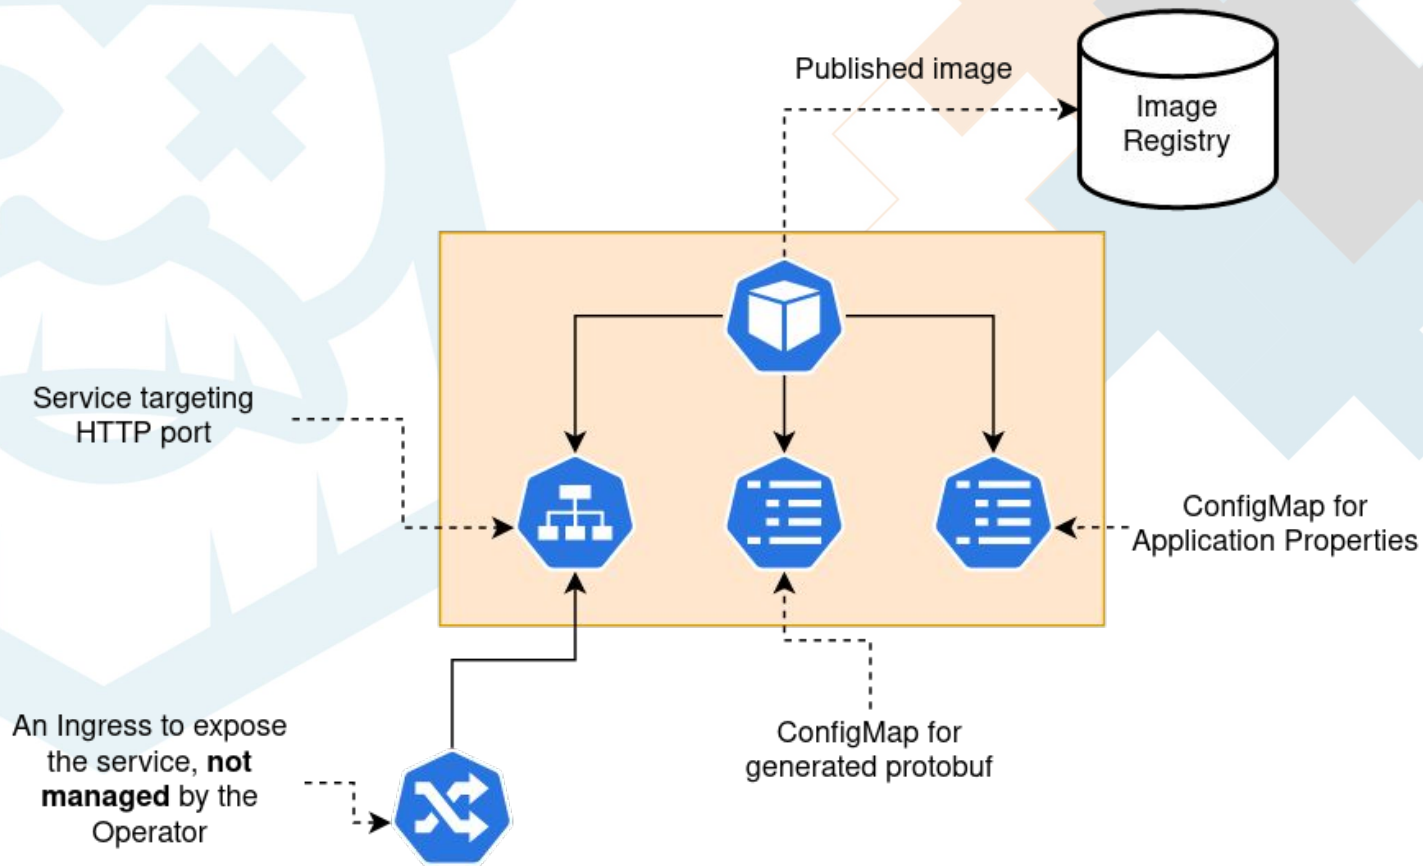 Published image
Image
Registry
Service targeting
HTTP port
ConfigMap for
Application Properties
An Ingress to expose
the service, not
managed by the
Operator
ConfigMap for
generated protobuf